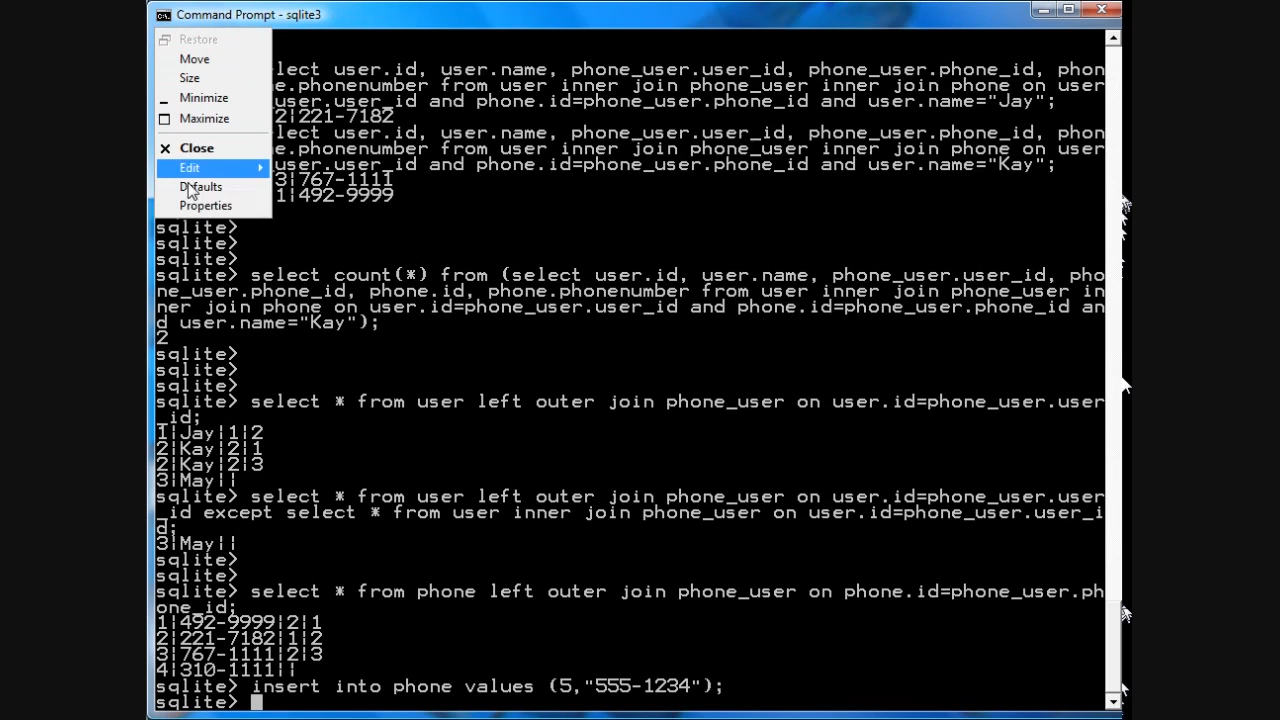 Command Prompt - sqlite3
Restore
Move
Size
Minimize
Maximize
Close
Edit
Defaults
Properties
lect user.id, user.name, phone_user.user_id, phone_user.phone_id, phon
e.phonenumber from user inner join phone_user inner join phone on user
.user_id and phone.id=phone_user.phone_id and user.name="Jay";
2|221-7182
lect user.id, user.name, phone_user.user_id, phone_user.phone_id, phon
e.phonenumber from user inner join phone_user inner join phone on user
.user_id and phone.id=phone_user.phone_id and user.name="Kay";
3|767-1111
1|492-9999
sqlite>
sqlite>
sqlite>
sqlite> select count(*) from (select user.id, user.name, phone_user.user_id, pho
ne_user.phone_id, phone.id, phone.phonenumber from user inner join phone_user in
ner join phone on user.id=phone_user.user_id and phone.id=phone_user.phone_id an
d user.name="Kay");
2
sqlite>
sqlite>
sqlite>
sqlite> select * from user left outer join phone_user on user.id=phone_user.user
_id;
1|Jay|1|2
2|Kay|2|1
2|Kay|2|3
3|May||
sqlite> select * from user left outer join phone_user on user.id=phone_user.user
_id except select * from user inner join phone_user on user.id=phone_user.user_i
d;
3|May||
sqlite>
sqlite>
sqlite> select * from phone left outer join phone_user on phone.id=phone_user.ph
one_id;
1|492-9999|2|1
2|221-7182|1|2
3|767-1111|2|3
4|310-1111||
sqlite> insert into phone values (5,"555-1234");
sqlite>